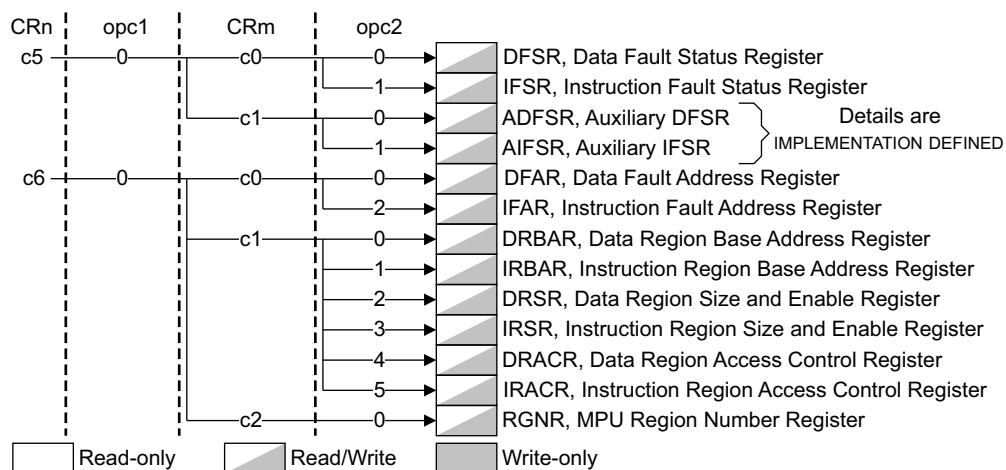 CRn opc1 CRm opc2
c5 0 c0 0 DFSR, Data Fault Status Register
1 IFSR, Instruction Fault Status Register
c1 0 ADFSR, Auxiliary DFSR Details are
1 AIFSR, Auxiliary IFSR IMPLEMENTATION DEFINED
c6 0 c0 0 DFAR, Data Fault Address Register
2 IFAR, Instruction Fault Address Register
c1 0 DRBAR, Data Region Base Address Register
1 IRBAR, Instruction Region Base Address Register
2 DRSR, Data Region Size and Enable Register
3 IRSR, Instruction Region Size and Enable Register
4 DRACR, Data Region Access Control Register
5 IRACR, Instruction Region Access Control Register
c2 0 RGNR, MPU Region Number Register
Read-only Read/Write Write-only